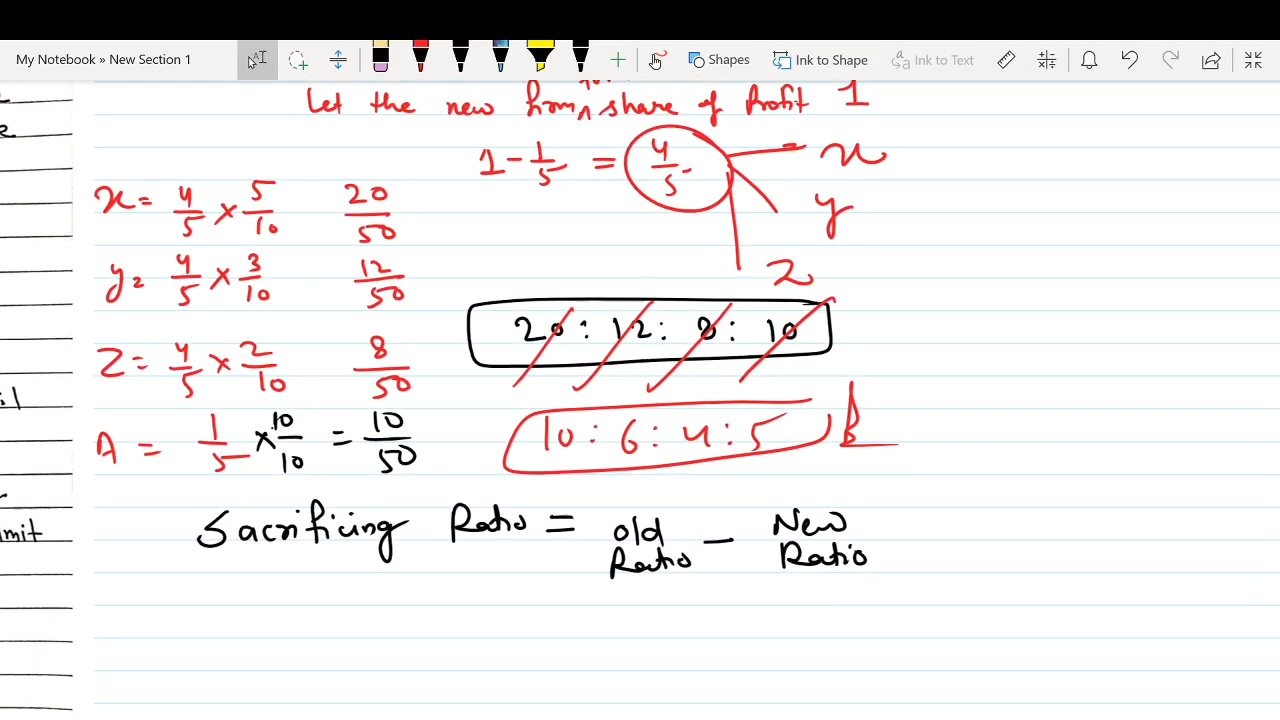 My Notebook » New Section 1
Shapes
Ink to Shape
Ink to Text
Let the new firm share of Profit 1
1 - 1/5 = 4/5
x
y
z
x = 4/5 × 5/10 20/50
y = 4/5 × 3/10 12/50
z = 4/5 × 2/10 8/50
20 : 12 : 8 : 10
A = 1/5 × 10/10 = 10/50
10 : 6 : 4 : 5
Sacrificing Ratio = old Ratio - New Ratio
mit